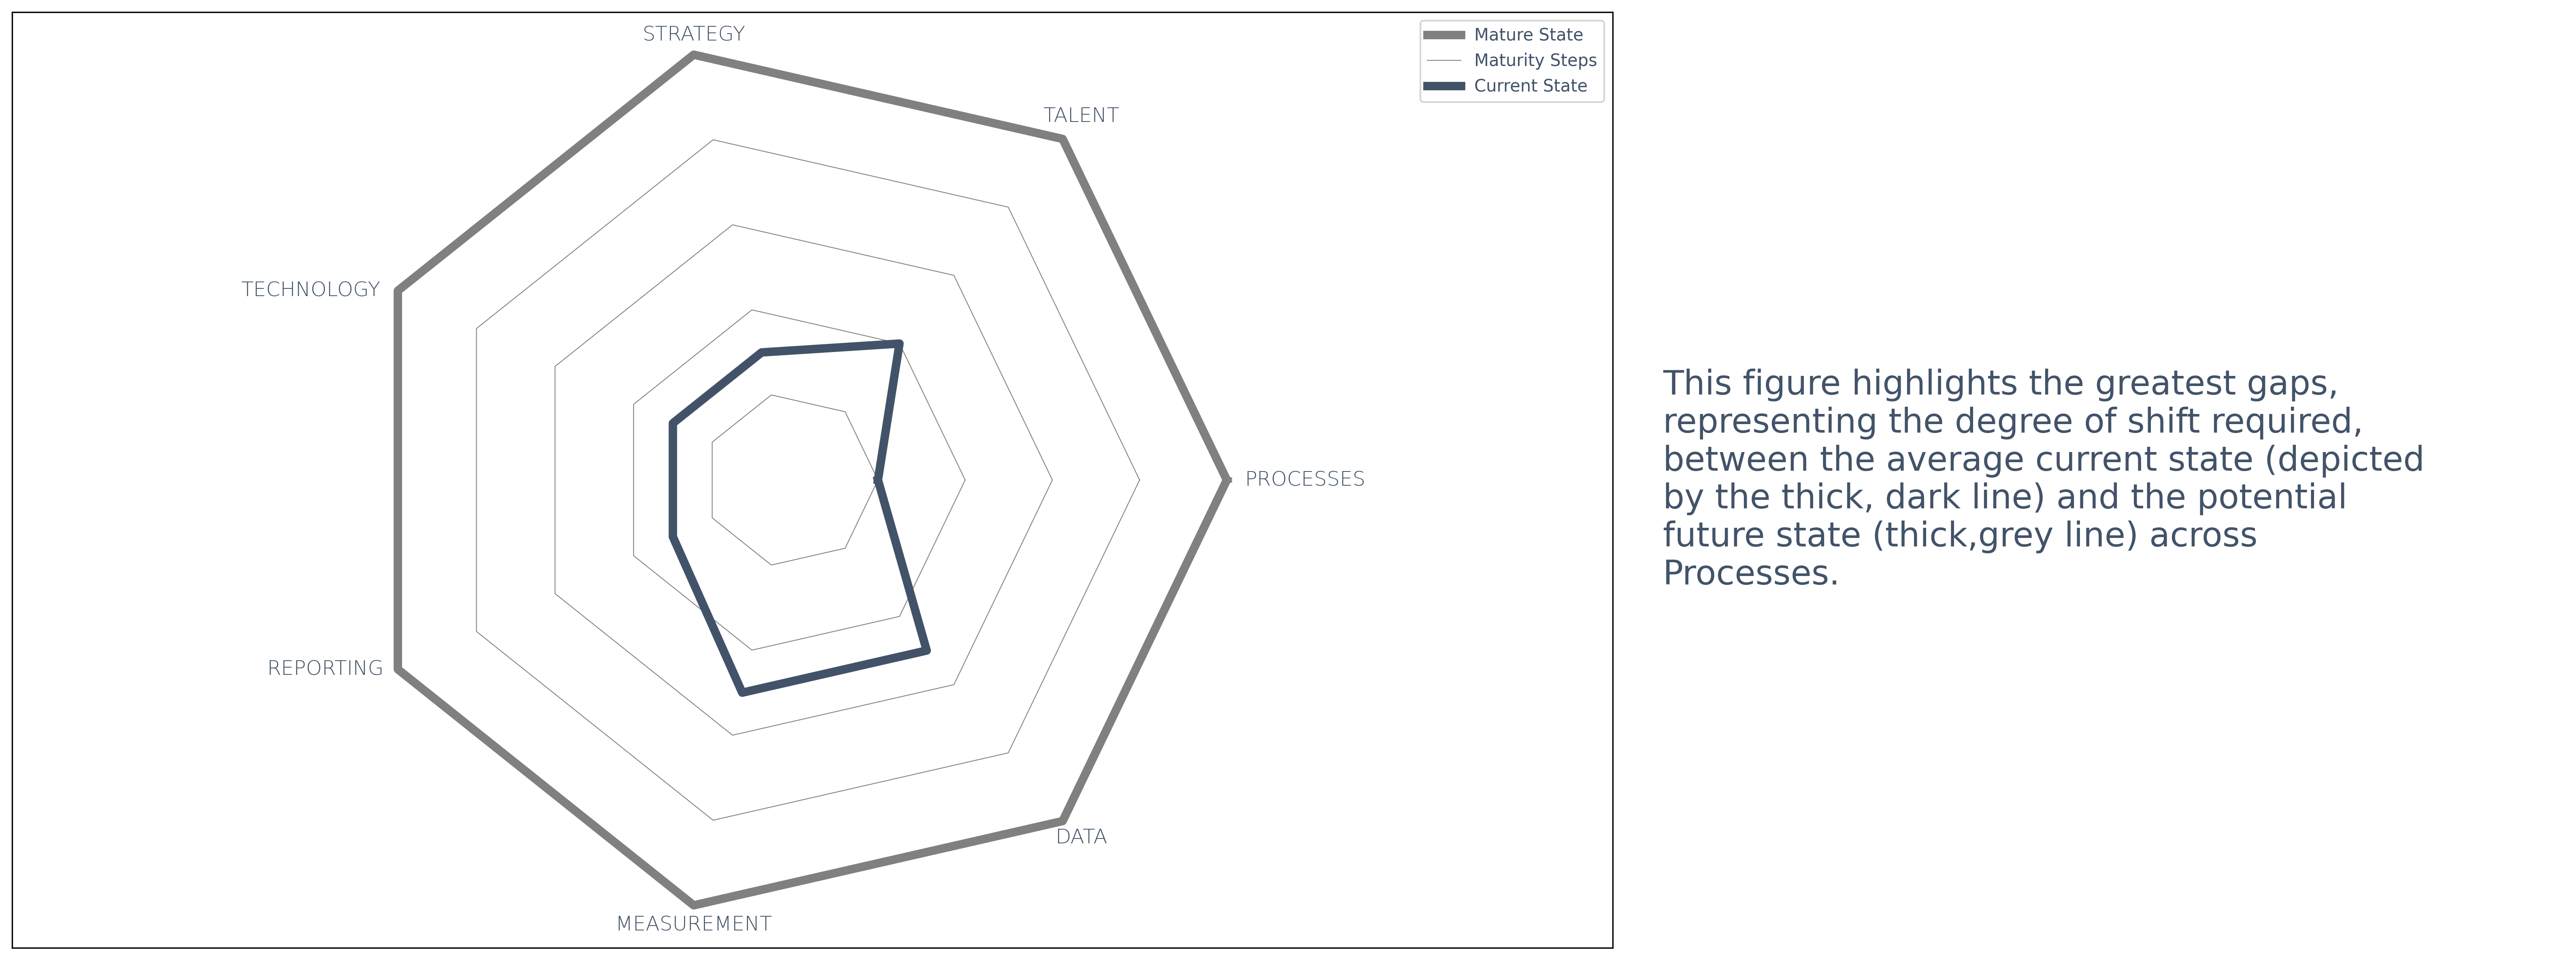 STRATEGY
Mature State
Maturity Steps
Current State
TALENT
TECHNOLOGY
PROCESSES
REPORTING
DATA
MEASUREMENT
This figure highlights the greatest gaps,
representing the degree of shift required,
between the average current state (depicted
by the thick, dark line) and the potential
future state (thick,grey line) across
Processes.